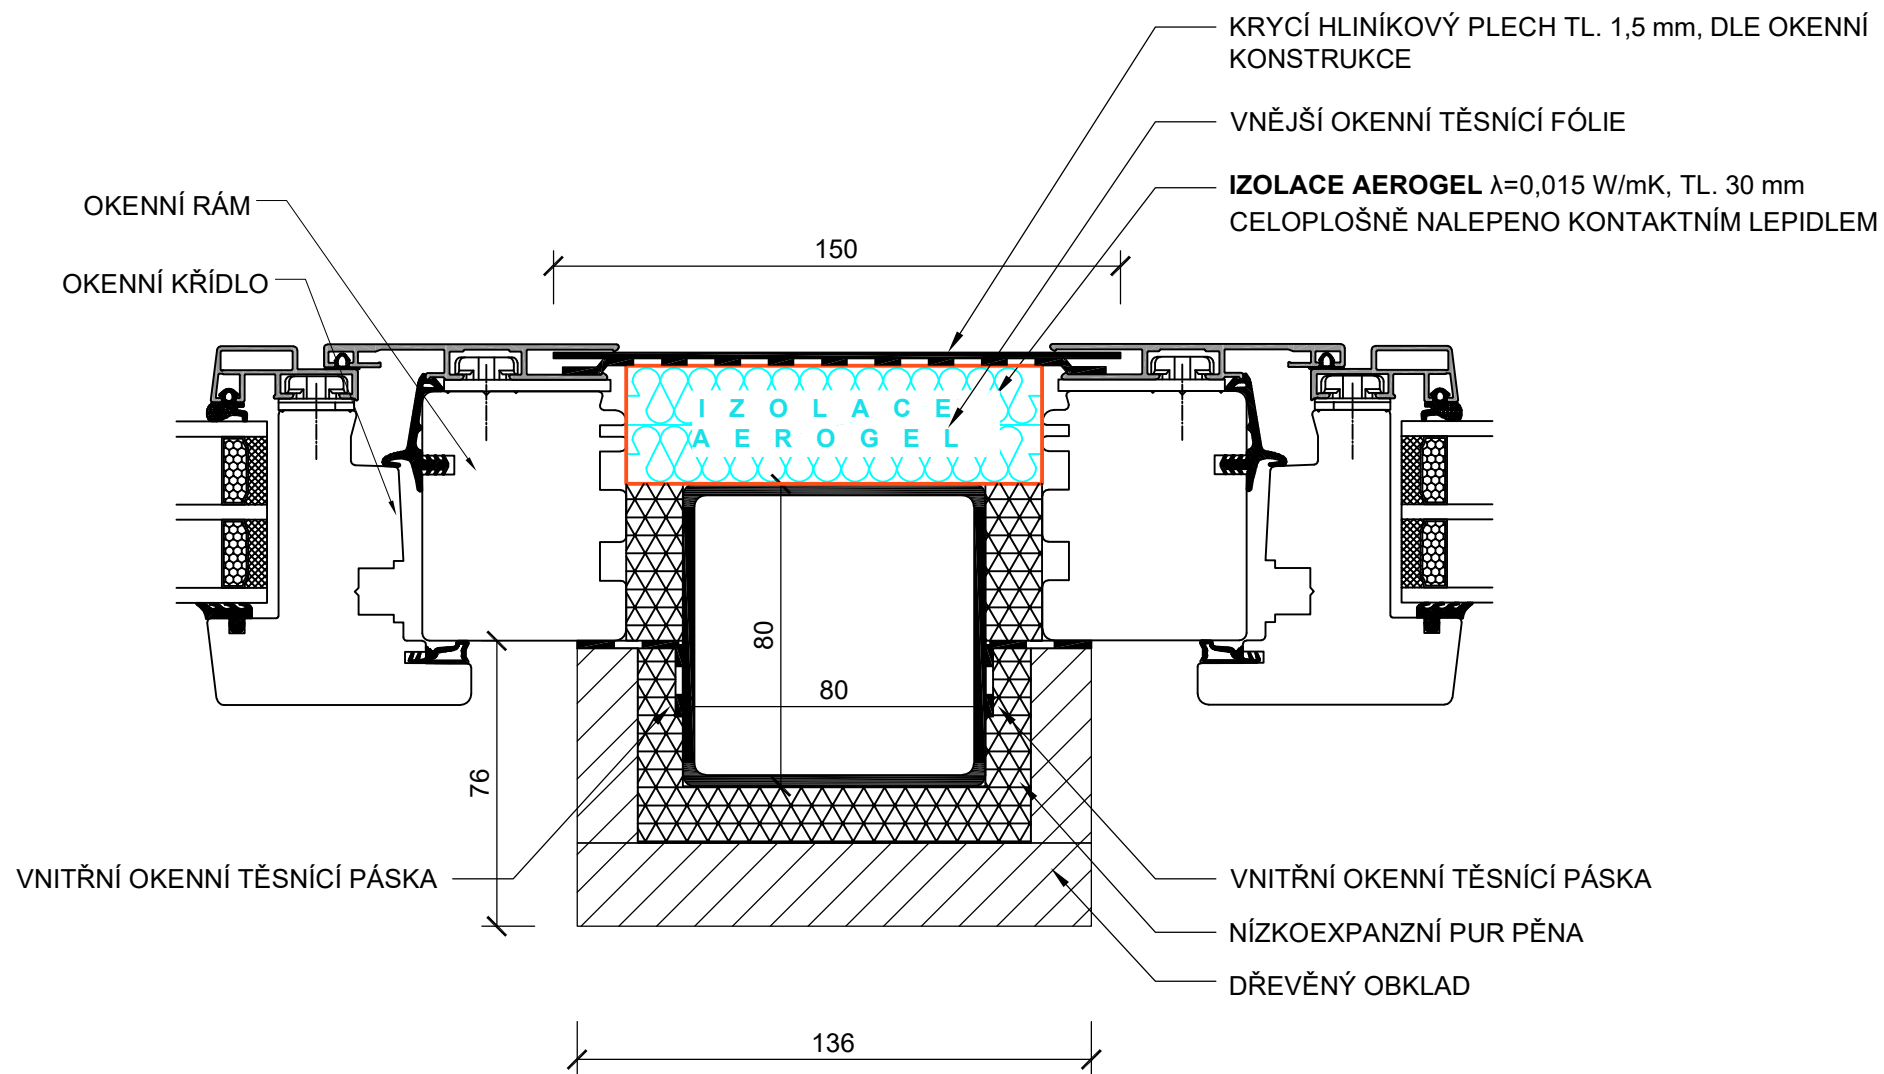 KRYCÍ HLINÍKOVÝ PLECH TL. 1,5 mm, DLE OKENNÍ
KONSTRUKCE
VNĚJŠÍ OKENNÍ TĚSNÍCÍ FÓLIE
IZOLACE AEROGEL λ=0,015 W/mK, TL. 30 mm
CELOPLOŠNĚ NALEPENO KONTAKTNÍM LEPIDLEM
OKENNÍ RÁM
150
OKENNÍ KŘÍDLO
IZOLACE
AEROGEL
80
80
76
VNITŘNÍ OKENNÍ TĚSNÍCÍ PÁSKA
VNITŘNÍ OKENNÍ TĚSNÍCÍ PÁSKA
NÍZKOEXPANZNÍ PUR PĚNA
DŘEVĚNÝ OBKLAD
136